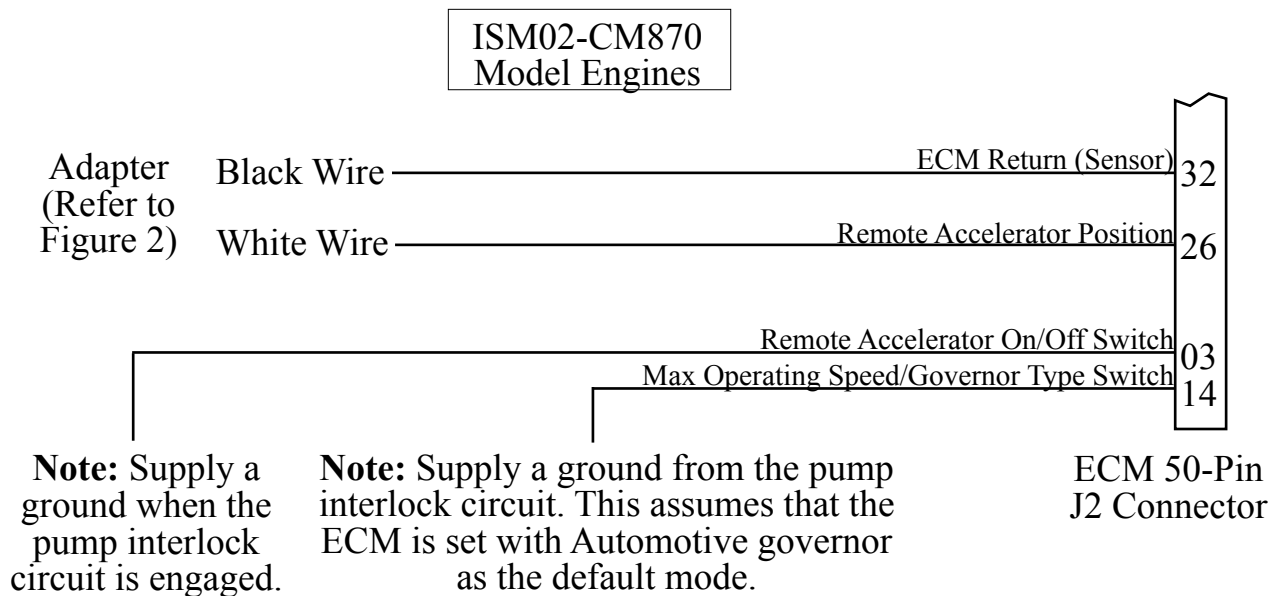 ISM02-CM870
Model Engines
Adapter
(Refer to
Figure 2)
Black Wire
White Wire
ECM Return (Sensor)
32
Remote Accelerator Position
26
Remote Accelerator On/Off Switch
03
Max Operating Speed/Governor Type Switch
14
Note: Supply a
ground when the
pump interlock
circuit is engaged.
Note: Supply a ground from the pump
interlock circuit. This assumes that the
ECM is set with Automotive governor
as the default mode.
ECM 50-Pin
J2 Connector